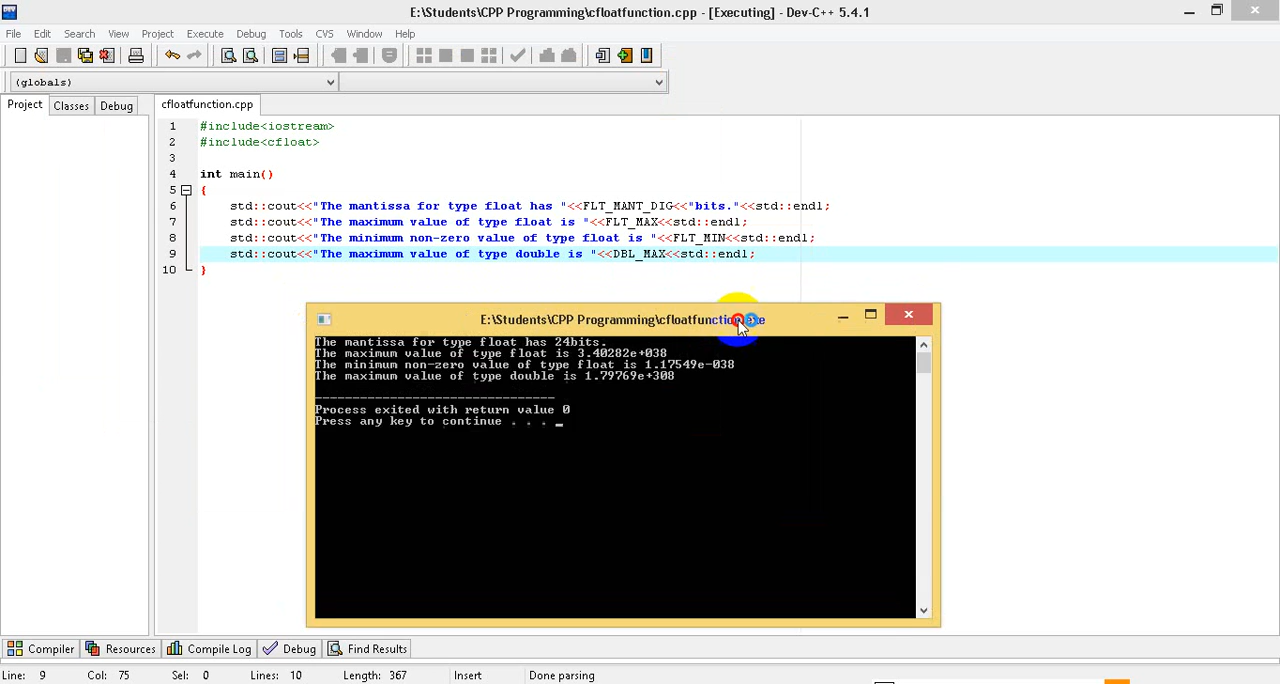 E:\Students\CPP Programming\cfloatfunction.cpp - [Executing] - Dev-C++ 5.4.1
File Edit Search View Project Execute Debug Tools CVS Window Help
(globals)
Project Classes Debug cfloatfunction.cpp
1 #include<iostream>
2 #include<cfloat>
3
4 int main()
5 {
6 std::cout<<"The mantissa for type float has "<<FLT_MANT_DIG<<"bits."<<std::endl;
7 std::cout<<"The maximum value of type float is "<<FLT_MAX<<std::endl;
8 std::cout<<"The minimum non-zero value of type float is "<<FLT_MIN<<std::endl;
9 std::cout<<"The maximum value of type double is "<<DBL_MAX<<std::endl;
10 }
E:\Students\CPP Programming\cfloatfunction.exe
The mantissa for type float has 24bits.
The maximum value of type float is 3.40282e+038
The minimum non-zero value of type float is 1.17549e-038
The maximum value of type double is 1.79769e+308
--------------------------------
Process exited with return value 0
Press any key to continue . . . _
Compiler Resources Compile Log Debug Find Results
Line: 9 Col: 75 Sel: 0 Lines: 10 Length: 367 Insert Done parsing